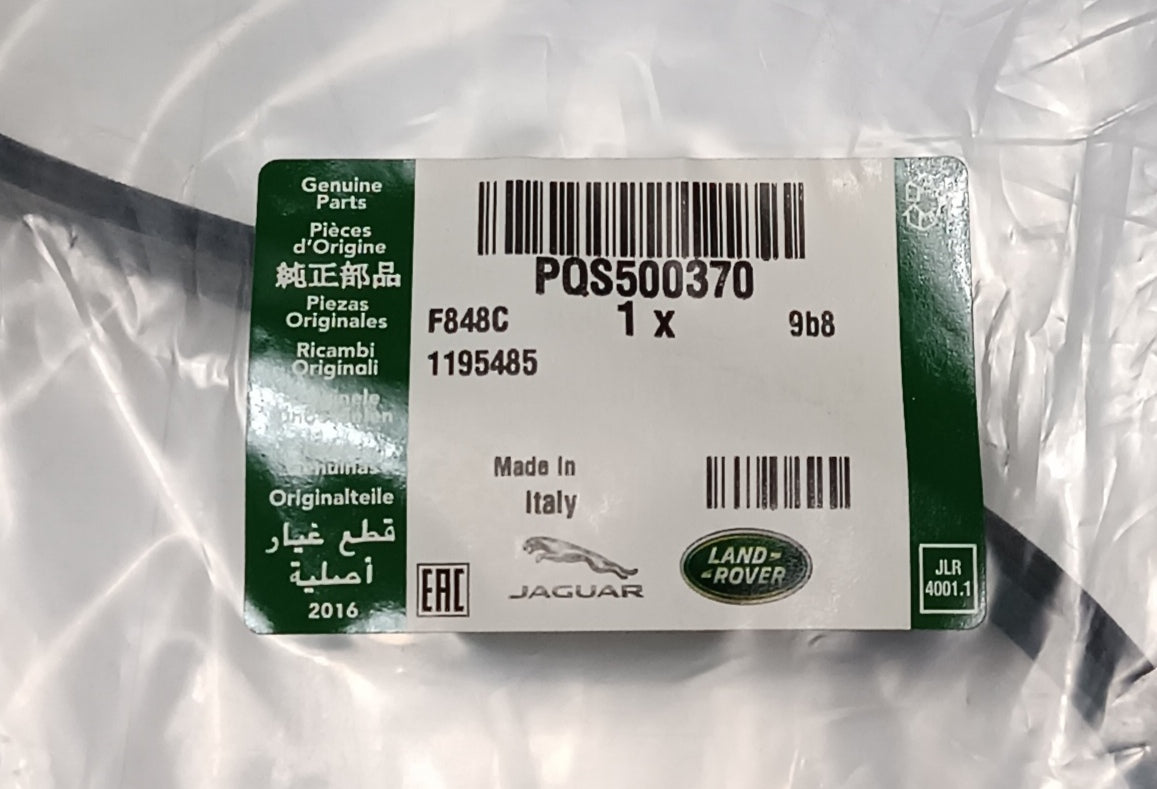 Genuine
Parts
Pièces
d'Origine
純正部品
Piezas
Originales
Ricambi
Originali
Originalteile
قطع غيار
أصلية
2016
PQS500370
F848C
1 x
9b8
1195485
Made In
Italy
EAC
JAGUAR
LAND-
-ROVER
JLR
4001.1